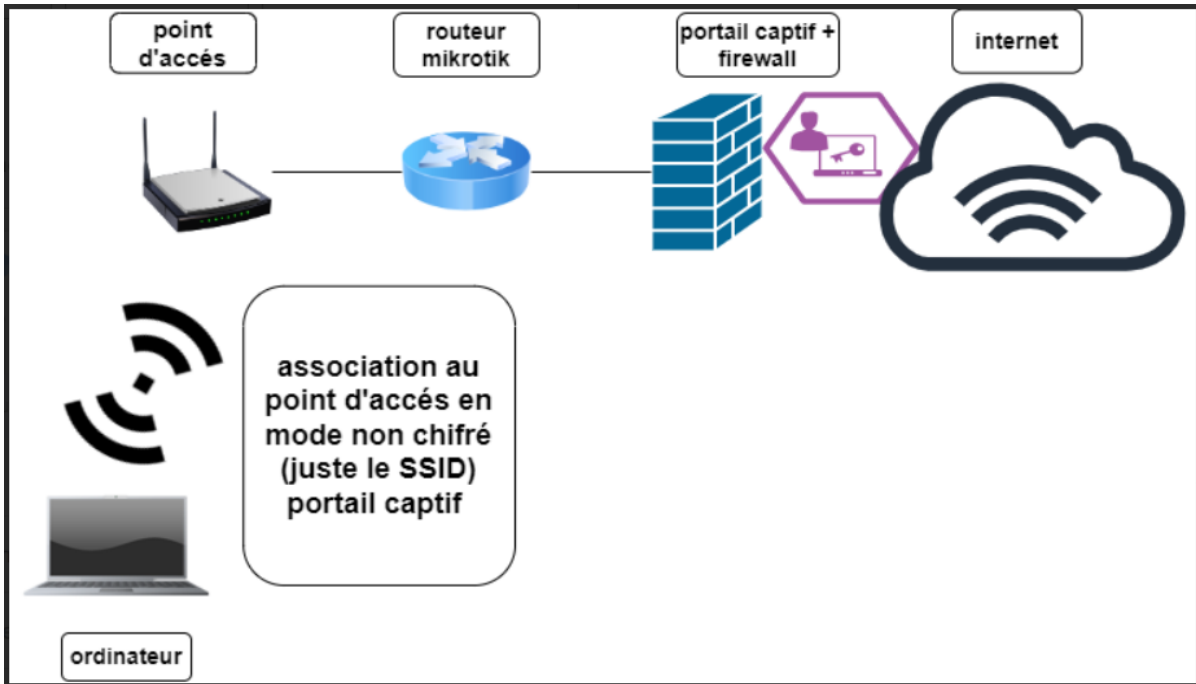 point
d'accés
routeur
mikrotik
portail captif +
firewall
internet
association au
point d'accés en
mode non chifré
(juste le SSID)
portail captif
ordinateur